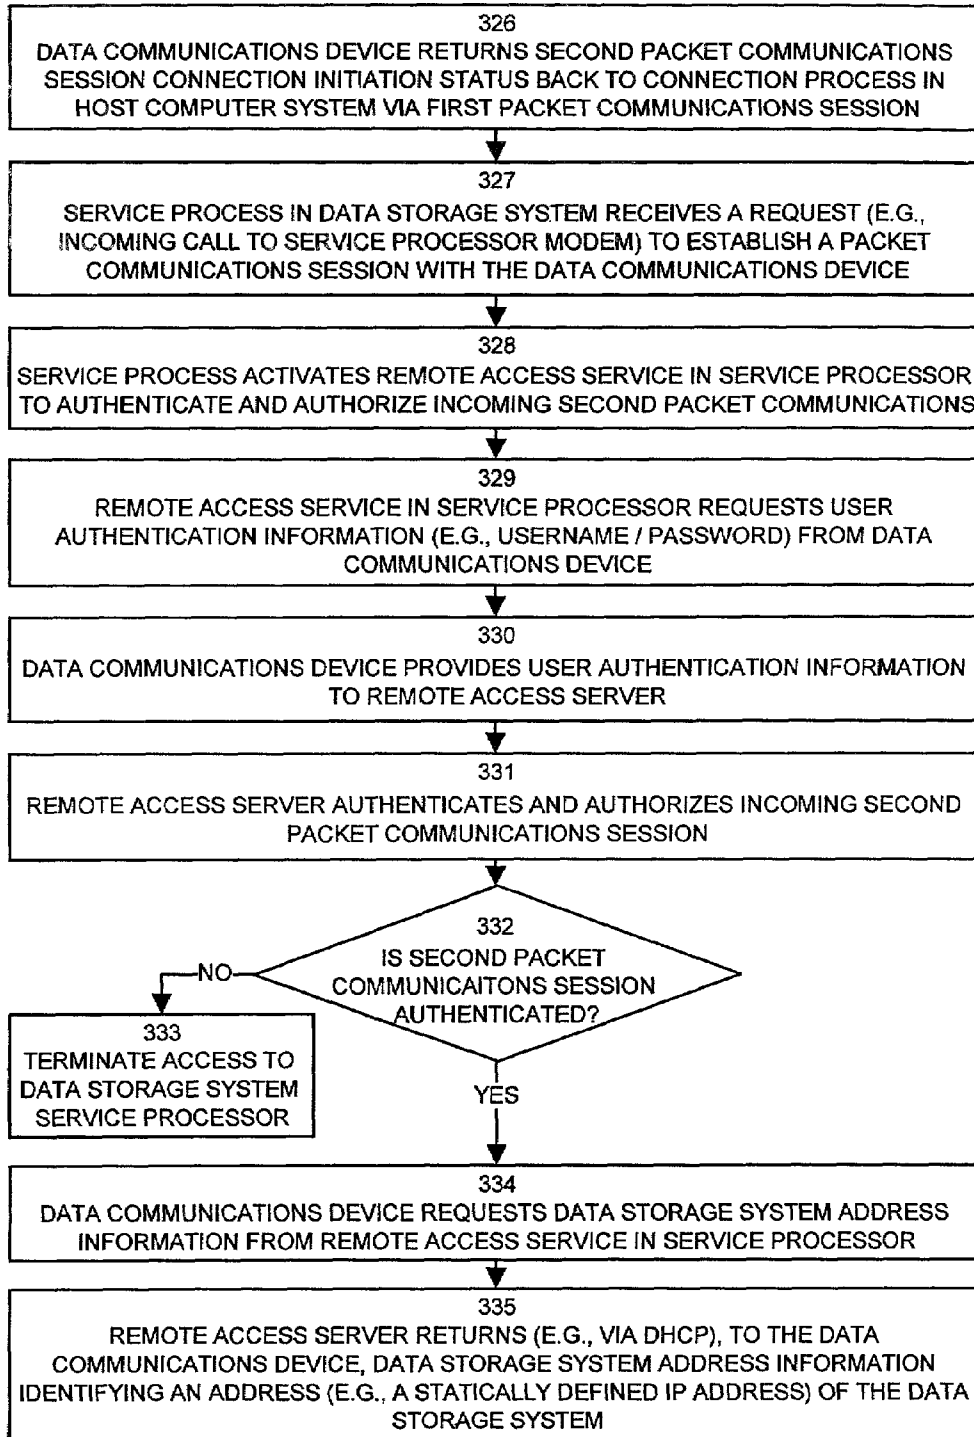 326
DATA COMMUNICATIONS DEVICE RETURNS SECOND PACKET COMMUNICATIONS
SESSION CONNECTION INITIATION STATUS BACK TO CONNECTION PROCESS IN
HOST COMPUTER SYSTEM VIA FIRST PACKET COMMUNICATIONS SESSION
327
SERVICE PROCESS IN DATA STORAGE SYSTEM RECEIVES A REQUEST (E.G.,
INCOMING CALL TO SERVICE PROCESSOR MODEM) TO ESTABLISH A PACKET
COMMUNICATIONS SESSION WITH THE DATA COMMUNICATIONS DEVICE
328
SERVICE PROCESS ACTIVATES REMOTE ACCESS SERVICE IN SERVICE PROCESSOR
TO AUTHENTICATE AND AUTHORIZE INCOMING SECOND PACKET COMMUNICATIONS
329
REMOTE ACCESS SERVICE IN SERVICE PROCESSOR REQUESTS USER
AUTHENTICATION INFORMATION (E.G., USERNAME / PASSWORD) FROM DATA
COMMUNICATIONS DEVICE
330
DATA COMMUNICATIONS DEVICE PROVIDES USER AUTHENTICATION INFORMATION
TO REMOTE ACCESS SERVER
331
REMOTE ACCESS SERVER AUTHENTICATES AND AUTHORIZES INCOMING SECOND
PACKET COMMUNICATIONS SESSION
332
IS SECOND PACKET
COMMUNICAITONS SESSION
AUTHENTICATED?
NO
333
TERMINATE ACCESS TO
DATA STORAGE SYSTEM
SERVICE PROCESSOR
YES
334
DATA COMMUNICATIONS DEVICE REQUESTS DATA STORAGE SYSTEM ADDRESS
INFORMATION FROM REMOTE ACCESS SERVICE IN SERVICE PROCESSOR
335
REMOTE ACCESS SERVER RETURNS (E.G., VIA DHCP), TO THE DATA
COMMUNICATIONS DEVICE, DATA STORAGE SYSTEM ADDRESS INFORMATION
IDENTIFYING AN ADDRESS (E.G., A STATICALLY DEFINED IP ADDRESS) OF THE DATA
STORAGE SYSTEM